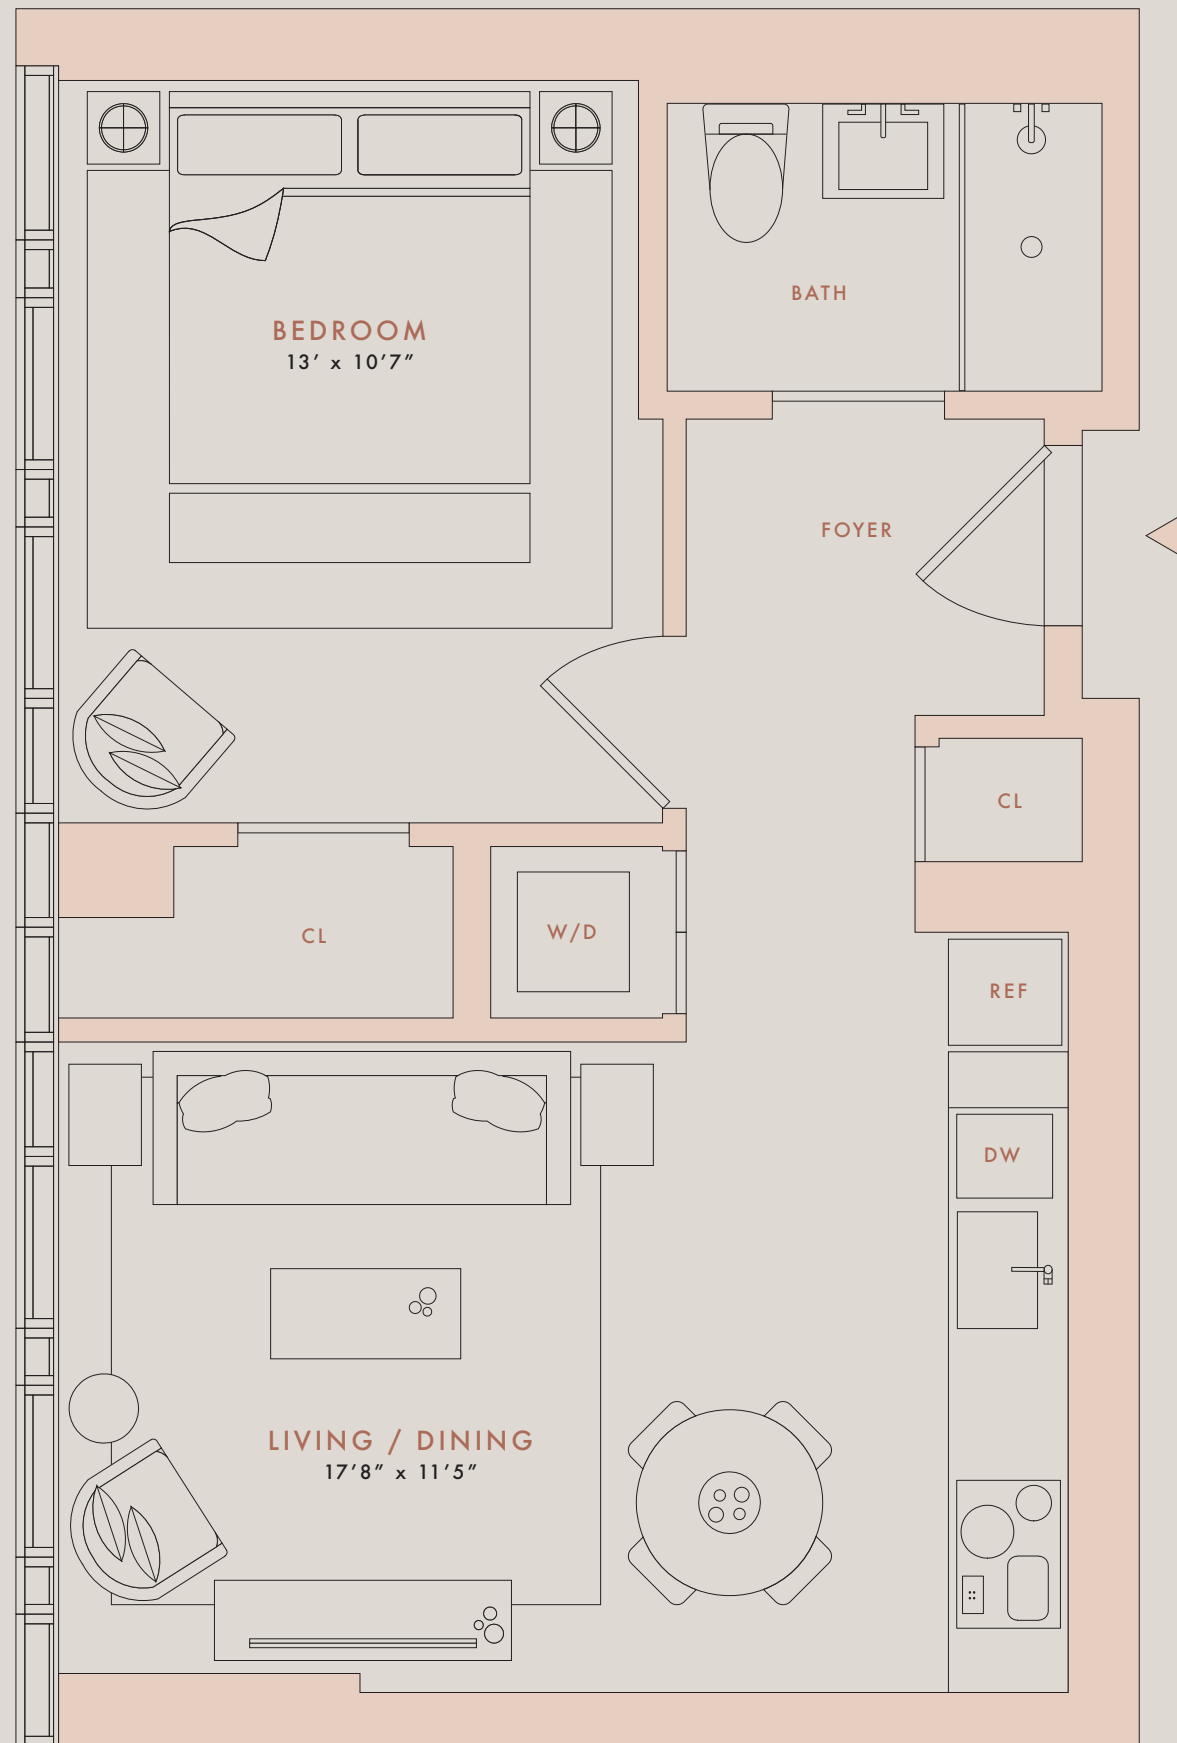 BATH
BEDROOM
13’ x 10’7”
FOYER
CL
CL
W/D
REF
DW
LIVING / DINING
17’8” x 11’5”